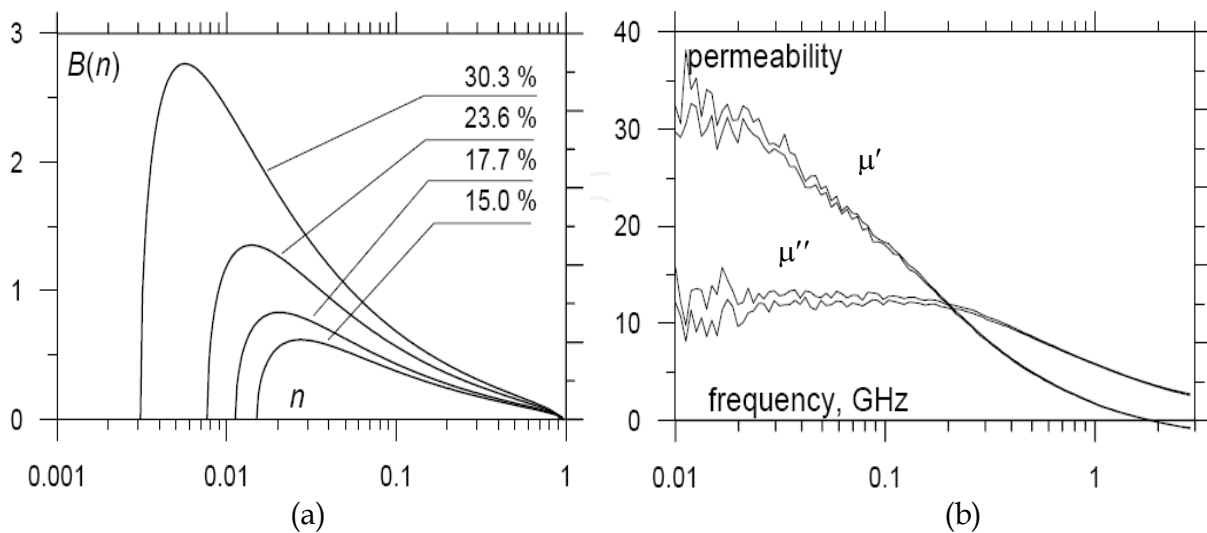 3
B(n)
30.3 %
23.6 %
17.7 %
15.0 %
2
1
n
0
0.001
0.01
0.1
1
(a)
40
permeability
30
μ′
20
μ′′
10
frequency, GHz
0
0.01
0.1
1
(b)